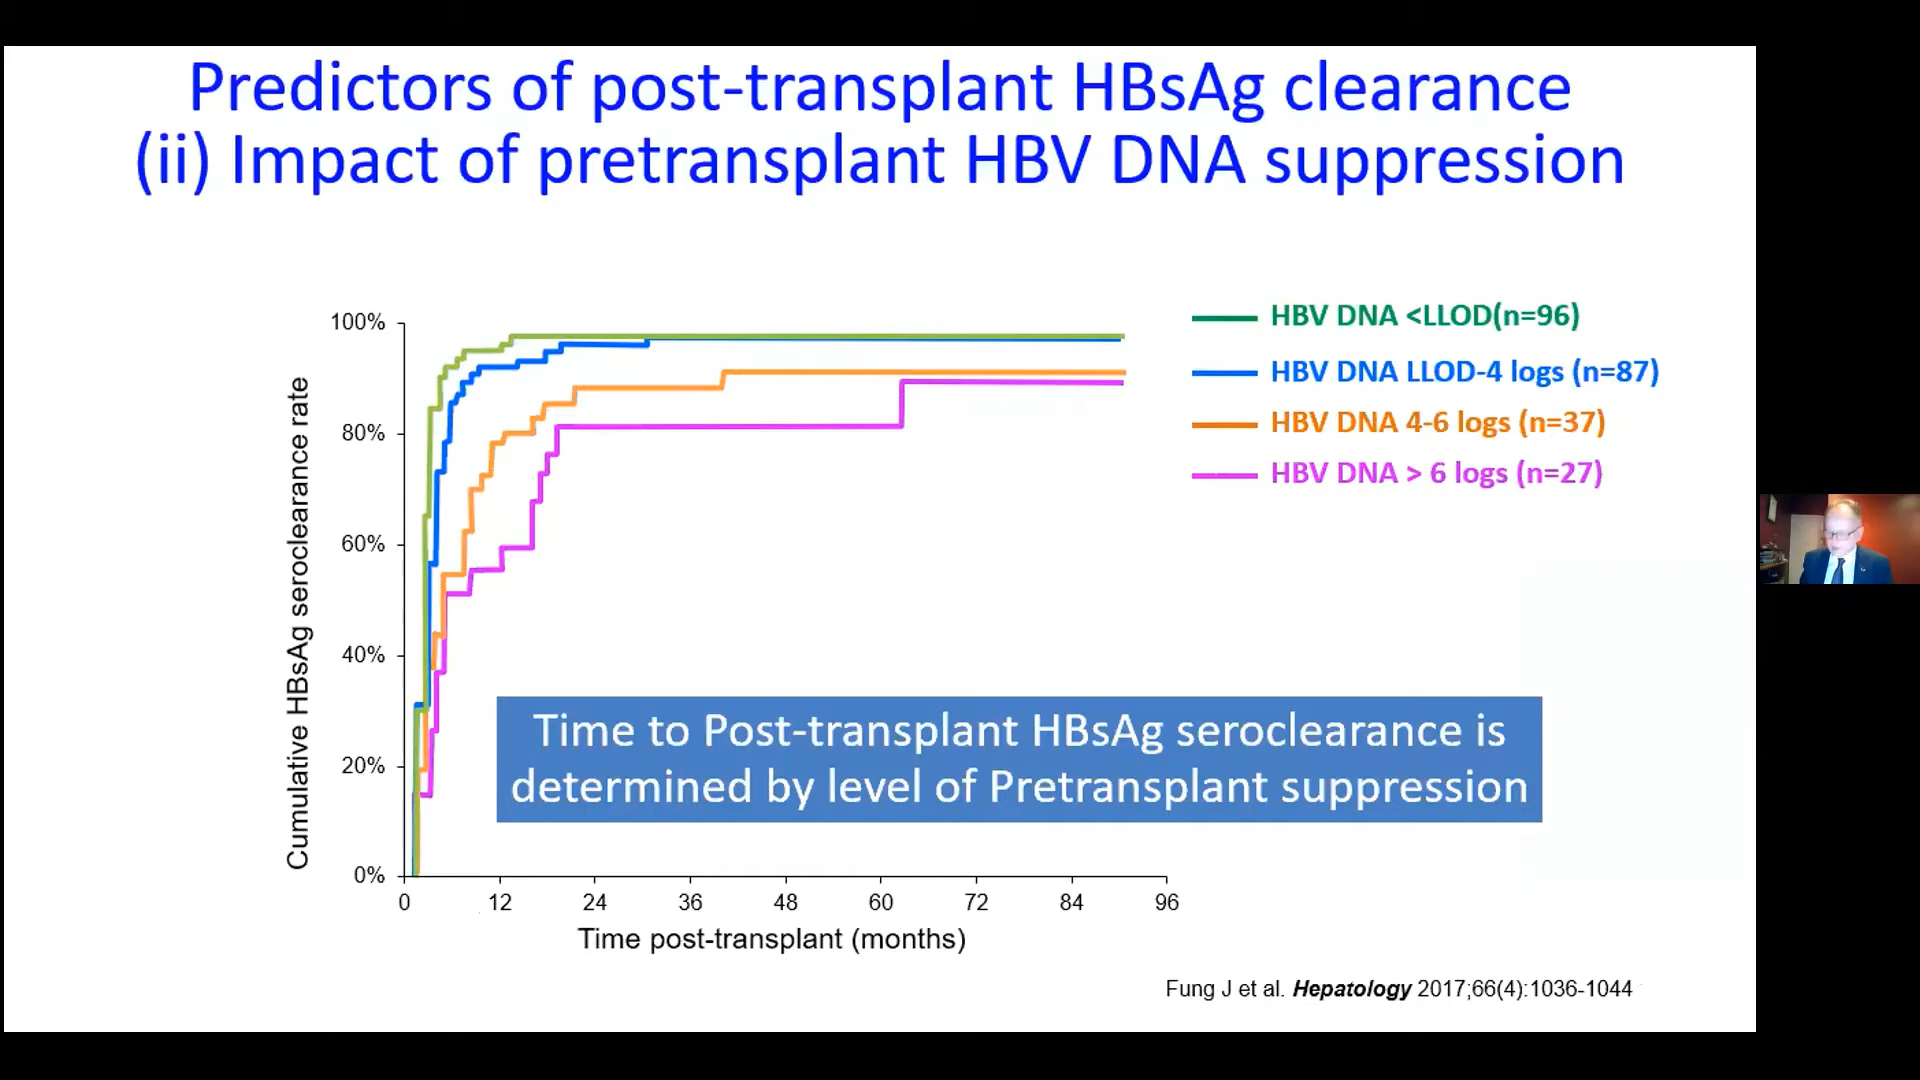 Predictors of post-transplant HBsAg clearance
(ii) Impact of pretransplant HBV DNA suppression
Cumulative HBsAg seroclearance rate
100%
80%
60%
40%
20%
0%
0 12 24 36 48 60 72 84 96
Time post-transplant (months)
HBV DNA <LLOD(n=96)
HBV DNA LLOD-4 logs (n=87)
HBV DNA 4-6 logs (n=37)
HBV DNA > 6 logs (n=27)
Time to Post-transplant HBsAg seroclearance is
determined by level of Pretransplant suppression
Fung J et al. Hepatology 2017;66(4):1036-1044